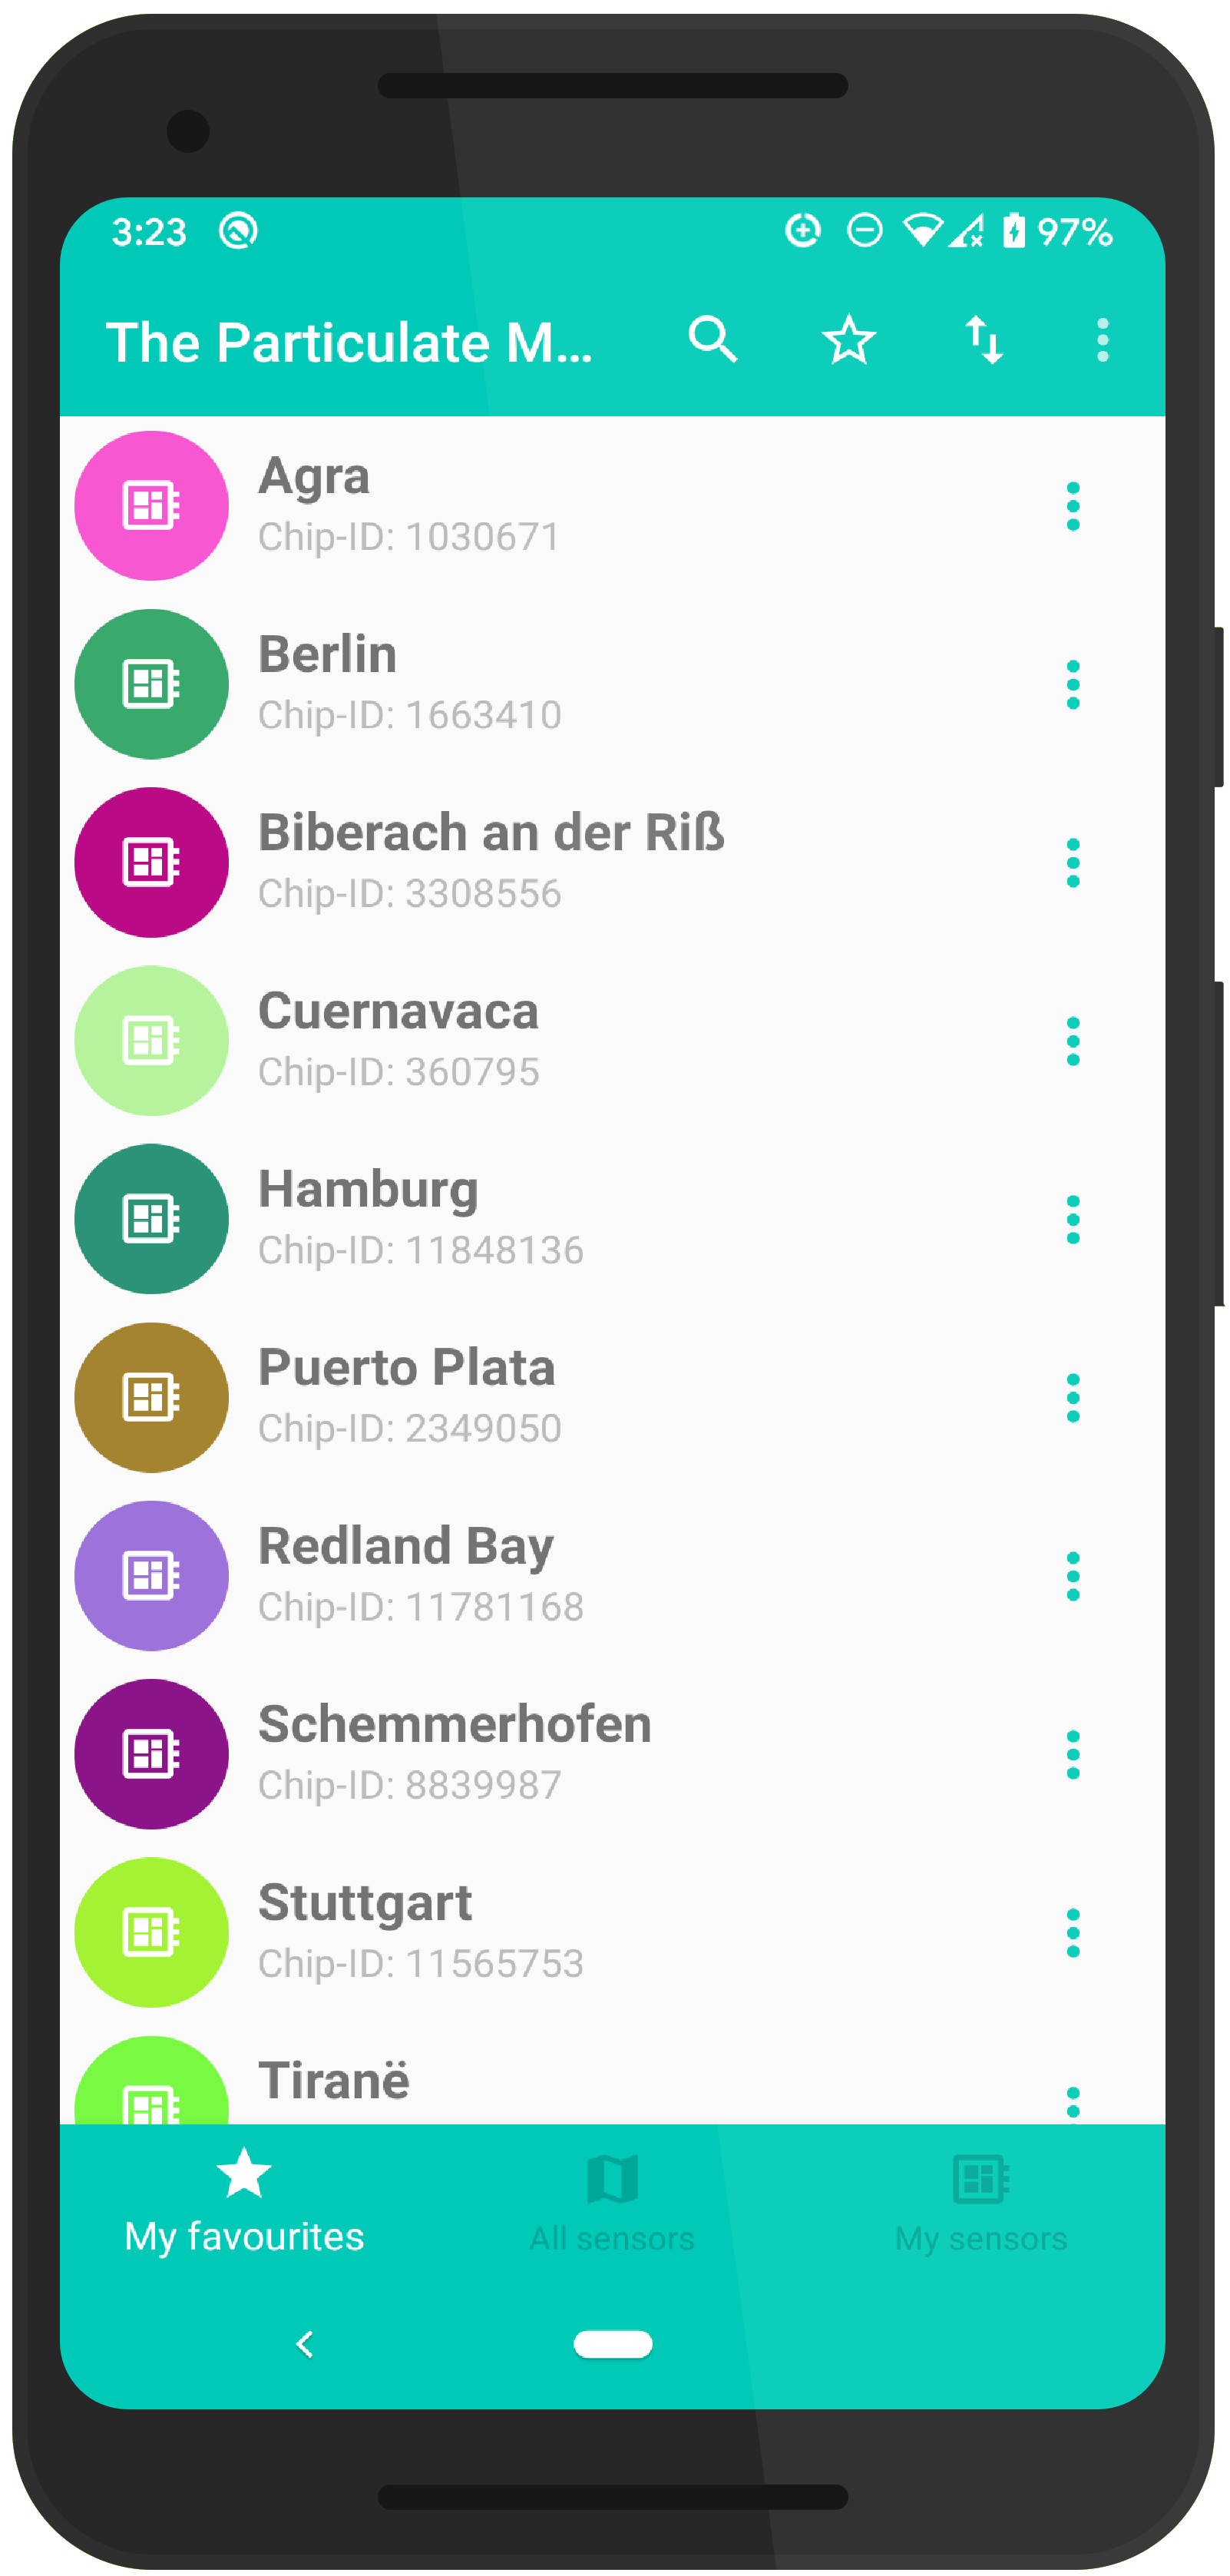 3:23
97%
The Particulate M...
Agra
Chip-ID: 1030671
Berlin
Chip-ID: 1663410
Biberach an der Riß
Chip-ID: 3308556
Cuernavaca
Chip-ID: 360795
Hamburg
Chip-ID: 11848136
Puerto Plata
Chip-ID: 2349050
Redland Bay
Chip-ID: 11781168
Schemmerhofen
Chip-ID: 8839987
Stuttgart
Chip-ID: 11565753
Tiranë
My favourites
All sensors
My sensors